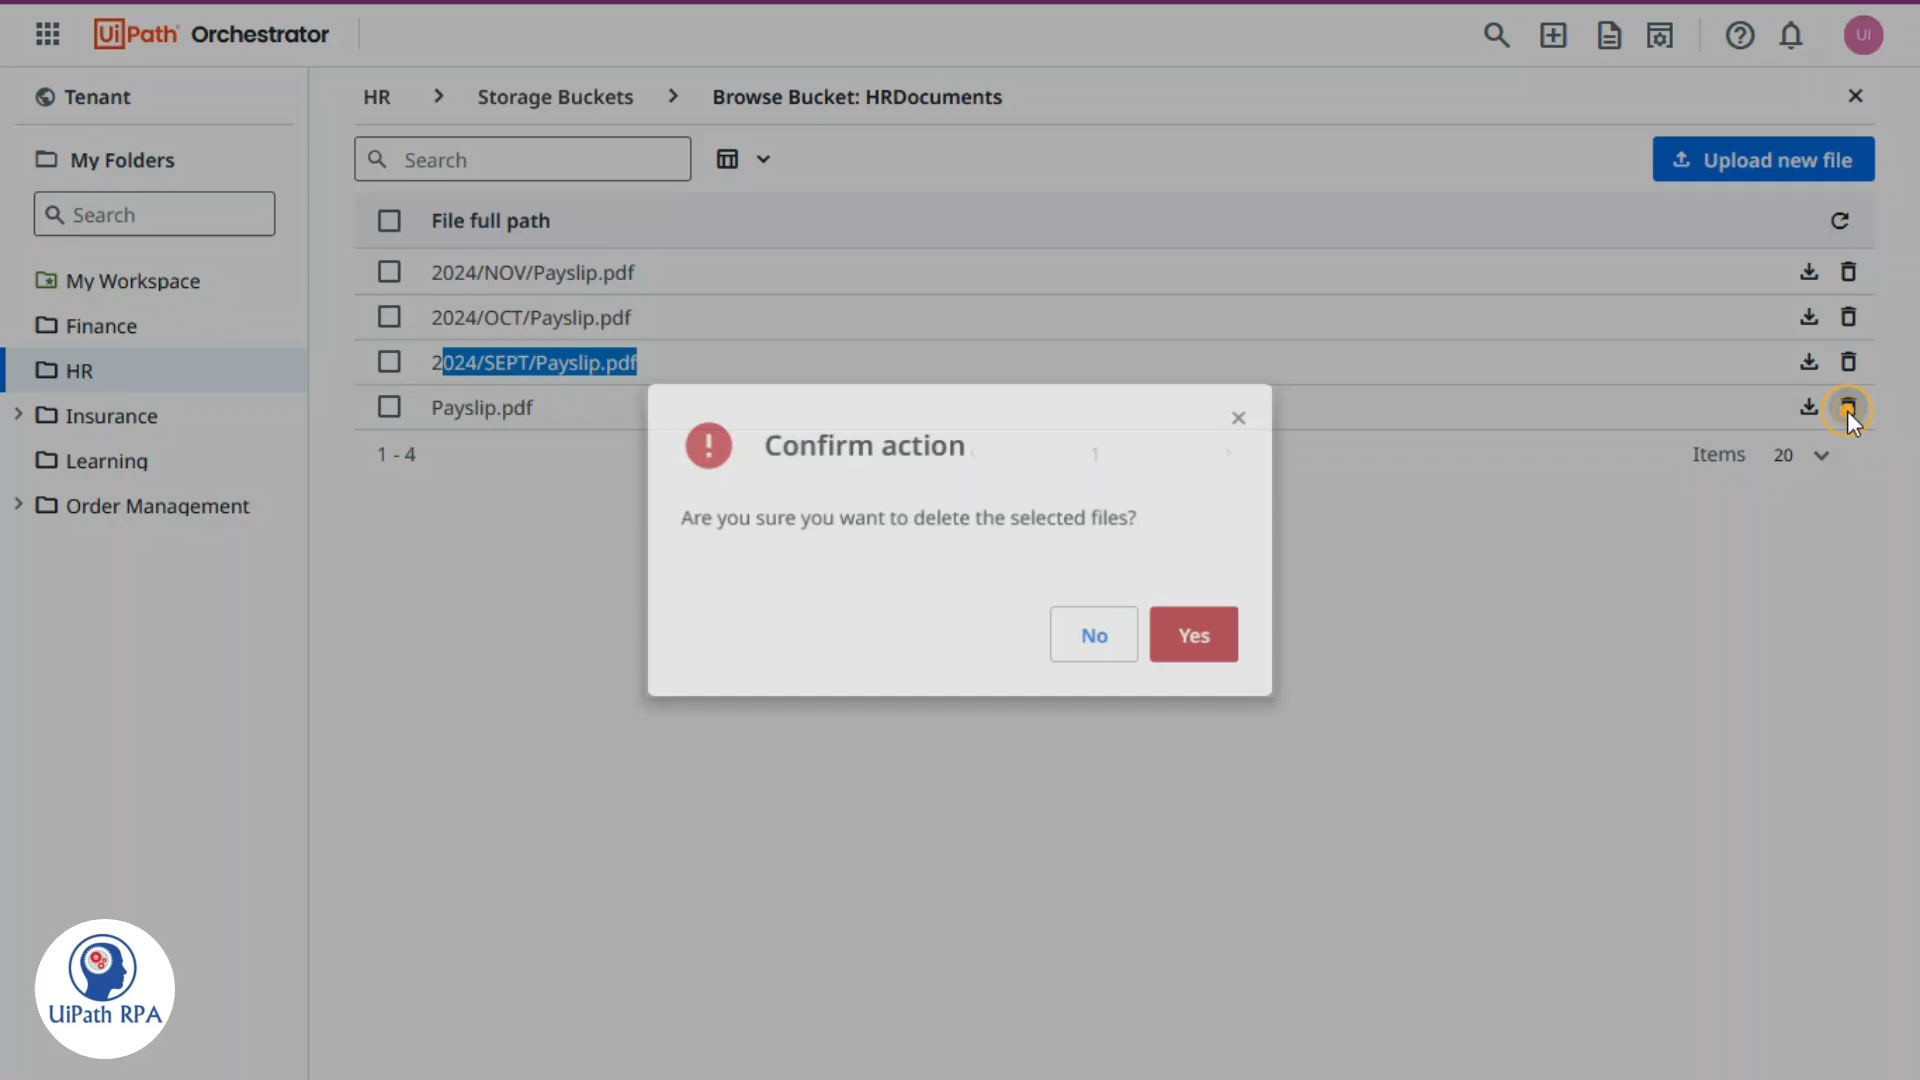 UiPath Orchestrator
UI
Tenant
HR
Storage Buckets
Browse Bucket: HRDocuments
My Folders
Search
Upload new file
Search
File full path
My Workspace
2024/NOV/Payslip.pdf
Finance
2024/OCT/Payslip.pdf
HR
2024/SEPT/Payslip.pdf
Insurance
Payslip.pdf
Learning
1 - 4
1
Items 20
Order Management
Confirm action
Are you sure you want to delete the selected files?
No
Yes
UiPath RPA